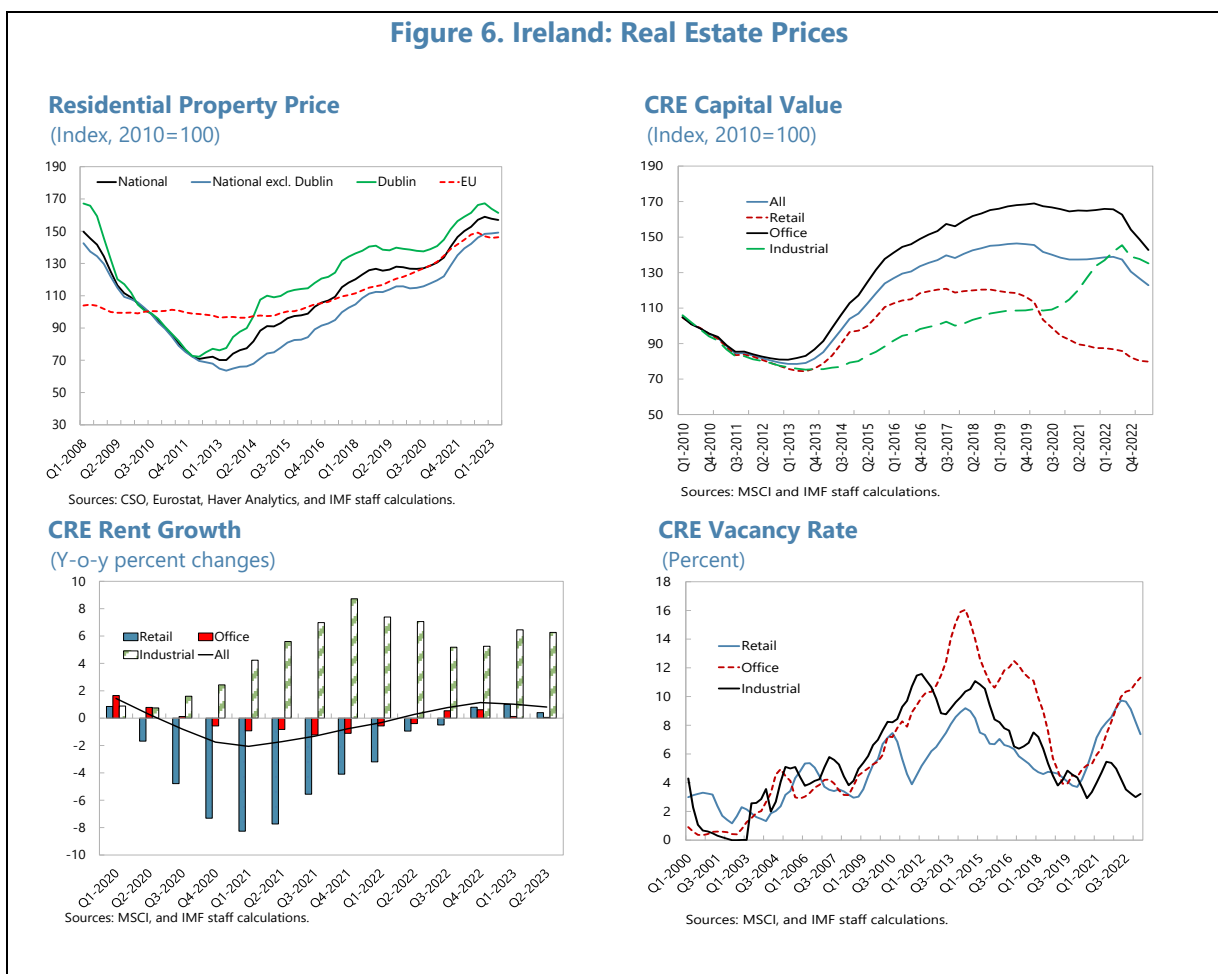 Figure 6. Ireland: Real Estate Prices
Residential Property Price
(Index, 2010=100)
190
170
150
130
110
90
70
50
30
National
National excl. Dublin
Dublin
EU
Q1-2008
Q2-2009
Q3-2010
Q4-2011
Q1-2013
Q2-2014
Q3-2015
Q4-2016
Q1-2018
Q2-2019
Q3-2020
Q4-2021
Q1-2023
Sources: CSO, Eurostat, Haver Analytics, and IMF staff calculations.
CRE Capital Value
(Index, 2010=100)
190
170
150
130
110
90
70
50
All
Retail
Office
Industrial
Q1-2010
Q4-2010
Q3-2011
Q2-2012
Q1-2013
Q4-2013
Q3-2014
Q2-2015
Q1-2016
Q4-2016
Q3-2017
Q2-2018
Q1-2019
Q4-2019
Q3-2020
Q2-2021
Q1-2022
Q4-2022
Sources: MSCI and IMF staff calculations.
CRE Rent Growth
(Y-o-y percent changes)
10
8
6
4
2
0
-2
-4
-6
-8
-10
Retail
Office
Industrial
All
Q1-2020
Q2-2020
Q3-2020
Q4-2020
Q1-2021
Q2-2021
Q3-2021
Q4-2021
Q1-2022
Q2-2022
Q3-2022
Q4-2022
Q1-2023
Q2-2023
Sources: MSCI, and IMF staff calculations.
CRE Vacancy Rate
(Percent)
18
16
14
12
10
8
6
4
2
0
Retail
Office
Industrial
Q1-2000
Q3-2001
Q1-2003
Q3-2004
Q1-2006
Q3-2007
Q1-2009
Q3-2010
Q1-2012
Q3-2013
Q1-2015
Q3-2016
Q1-2018
Q3-2019
Q1-2021
Q3-2022
Sources: MSCI, and IMF staff calculations.